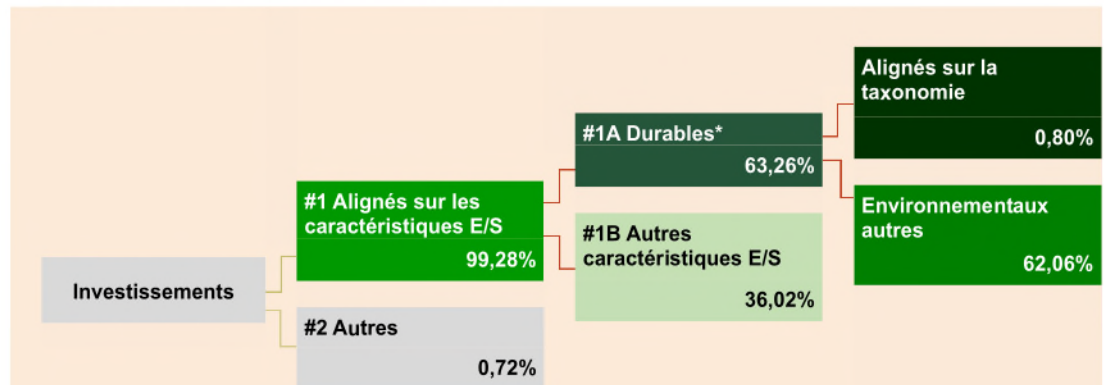 Investissements
#1 Alignés sur les
caractéristiques E/S
99,28%
#2 Autres
0,72%
#1A Durables*
63,26%
#1B Autres
caractéristiques E/S
36,02%
Alignés sur la
taxonomie
0,80%
Environnementaux
autres
62,06%